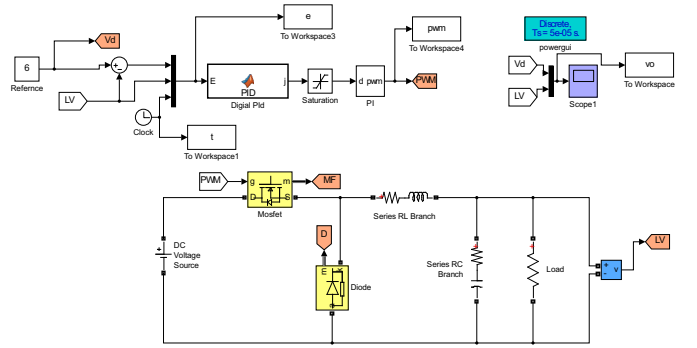 e
To Workspace3
pwm
To Workspace4
Discrete,
Ts = 5e-05 s.
powergui
Vd
6
Refernce
LV
E
PID
j
Digial PId
Saturation
d pwm
PI
PWM
Clock
t
To Workspace1
Vd
LV
Scope1
vo
To Workspace
PWM
g
m
D
S
Mosfet
MF
Series RL Branch
DC
Voltage
Source
D
m
k
a
Diode
Series RC
Branch
Load
+
-
v
LV